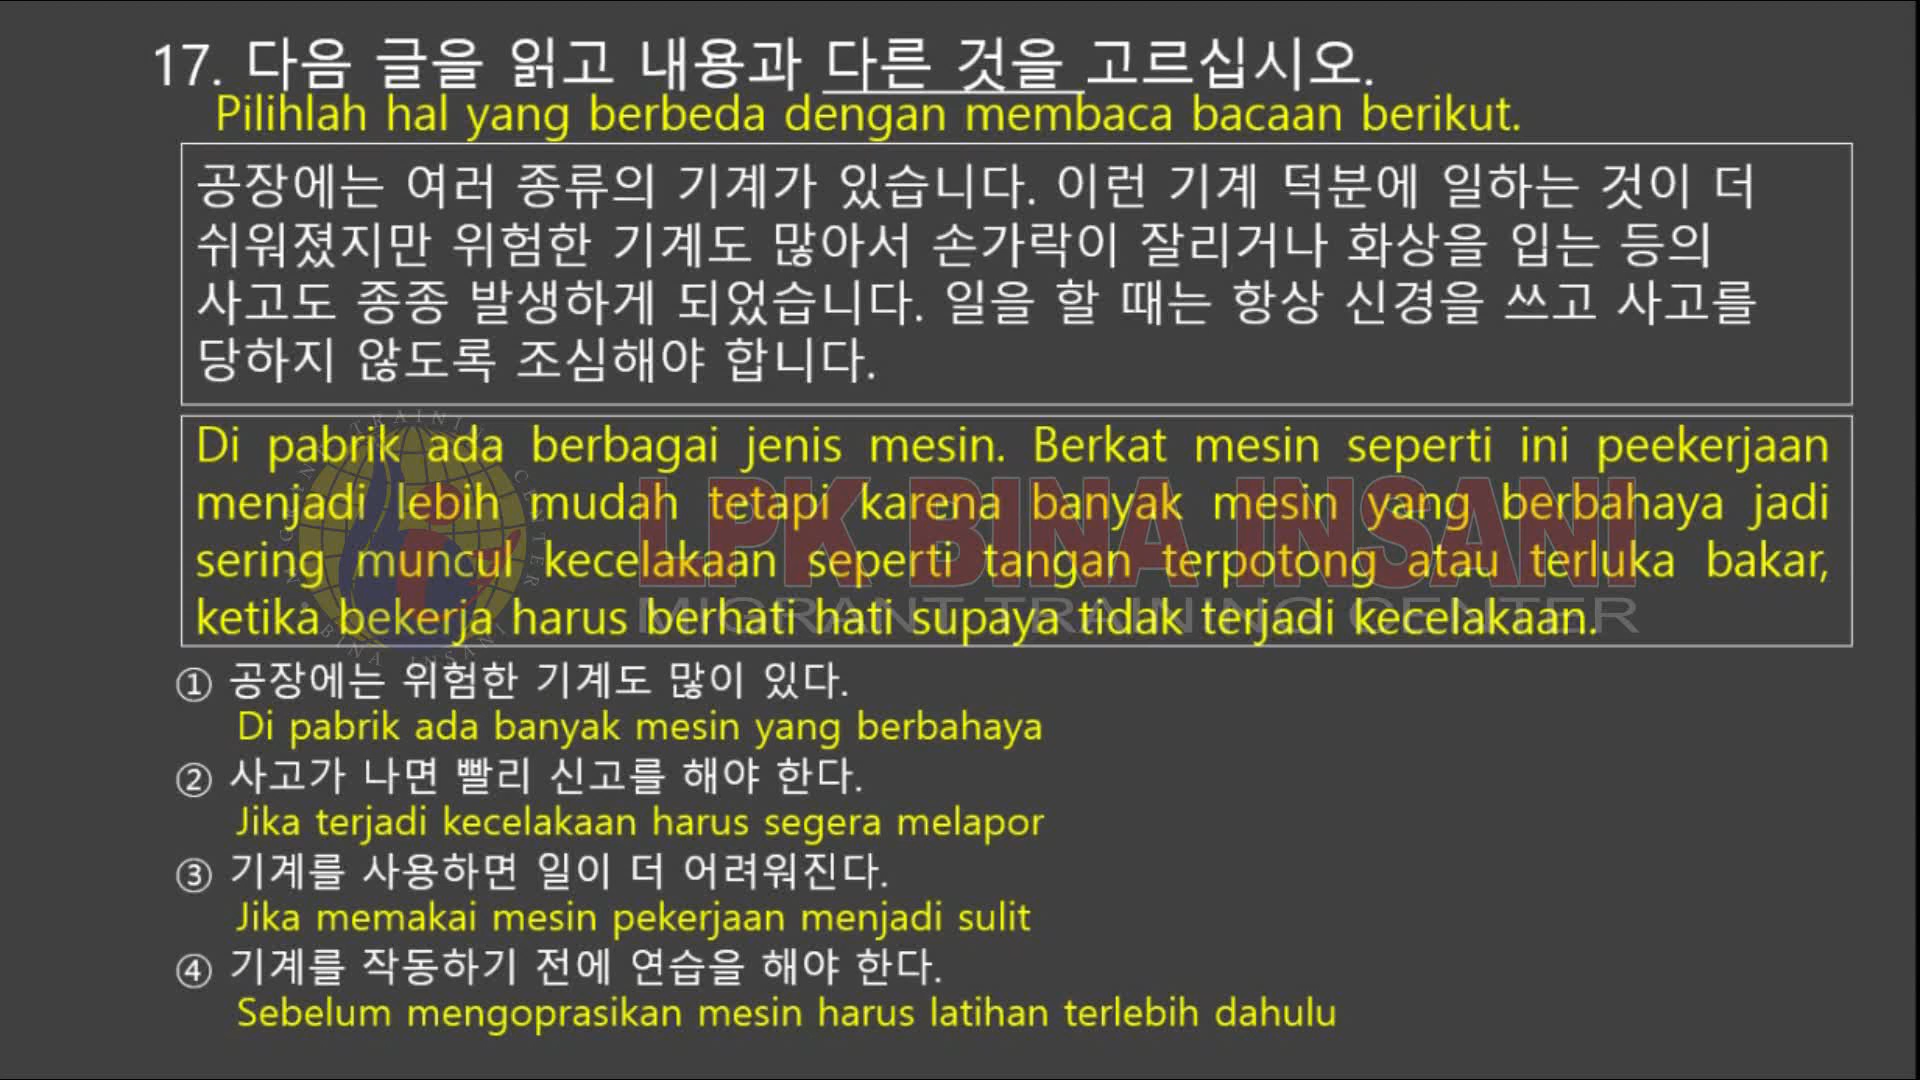 17. 다음 글을 읽고 내용과 다른 것을 고르십시오.
Pilihlah hal yang berbeda dengan membaca bacaan berikut.
공장에는 여러 종류의 기계가 있습니다. 이런 기계 덕분에 일하는 것이 더
쉬워졌지만 위험한 기계도 많아서 손가락이 잘리거나 화상을 입는 등의
사고도 종종 발생하게 되었습니다. 일을 할 때는 항상 신경을 쓰고 사고를
당하지 않도록 조심해야 합니다.
Di pabrik ada berbagai jenis mesin. Berkat mesin seperti ini peekerjaan
menjadi lebih mudah tetapi karena banyak mesin yang berbahaya jadi
sering muncul kecelakaan seperti tangan terpotong atau terluka bakar,
ketika bekerja harus berhati hati supaya tidak terjadi kecelakaan.
LPK BINA INSANI
MIGRANT TRAINING CENTER
MIGRANT TRAINING CENTER
BINA INSANI
① 공장에는 위험한 기계도 많이 있다.
Di pabrik ada banyak mesin yang berbahaya
② 사고가 나면 빨리 신고를 해야 한다.
Jika terjadi kecelakaan harus segera melapor
③ 기계를 사용하면 일이 더 어려워진다.
Jika memakai mesin pekerjaan menjadi sulit
④ 기계를 작동하기 전에 연습을 해야 한다.
Sebelum mengoprasikan mesin harus latihan terlebih dahulu